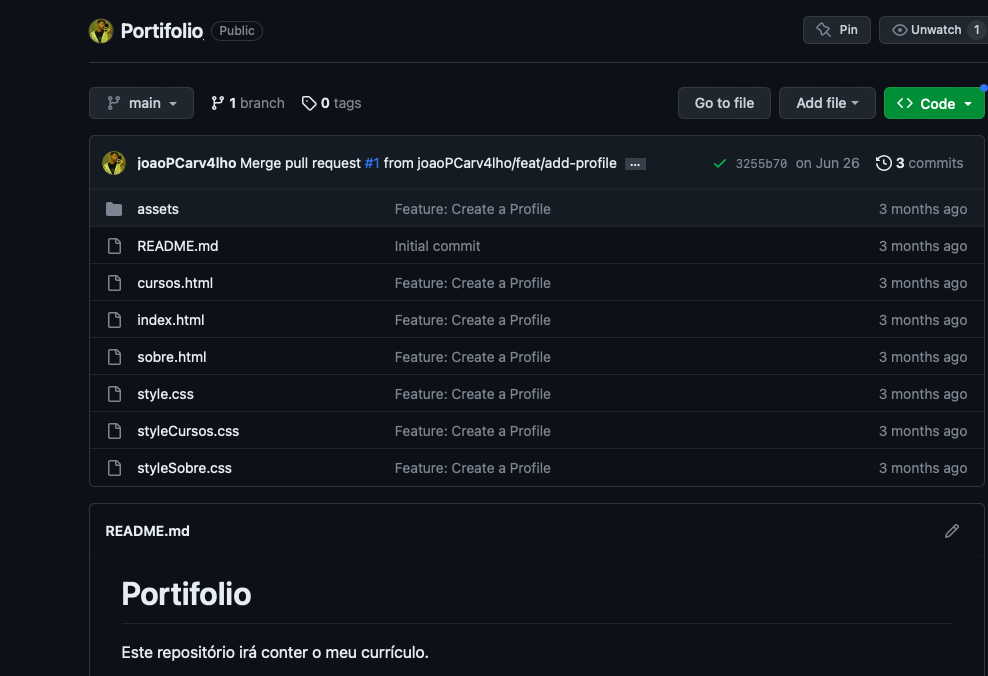 Portifolio Public Pin Unwatch 1
main 1 branch 0 tags Go to file Add file Code
joaoPCarv4lho Merge pull request #1 from joaoPCarv4lho/feat/add-profile ... 3255b70 on Jun 26 3 commits
assets Feature: Create a Profile 3 months ago
README.md Initial commit 3 months ago
cursos.html Feature: Create a Profile 3 months ago
index.html Feature: Create a Profile 3 months ago
sobre.html Feature: Create a Profile 3 months ago
style.css Feature: Create a Profile 3 months ago
styleCursos.css Feature: Create a Profile 3 months ago
styleSobre.css Feature: Create a Profile 3 months ago
README.md
Portifolio
Este repositório irá conter o meu currículo.